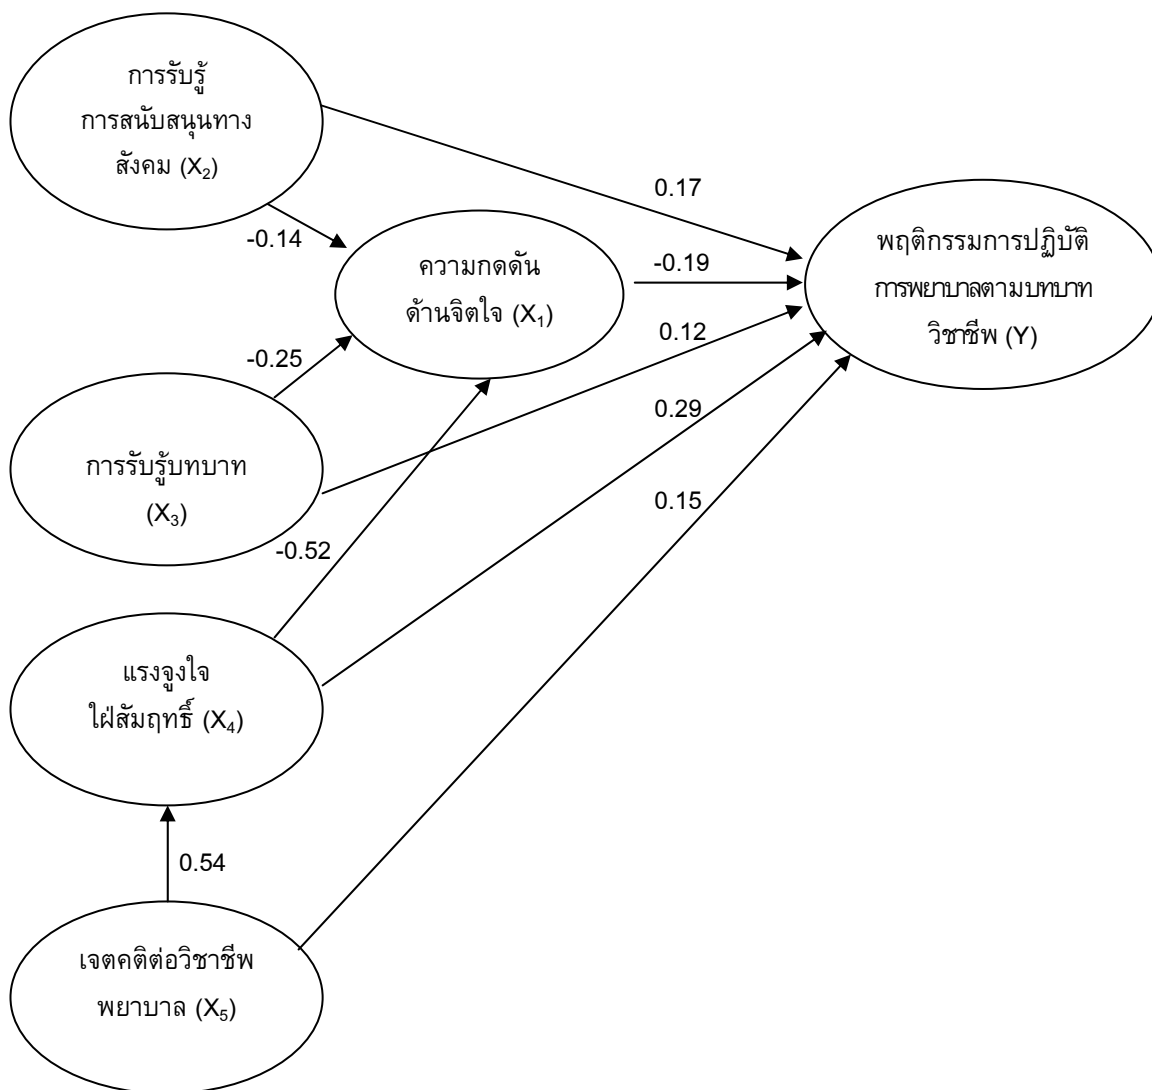 การรับรู้
การสนับสนุนทาง
สังคม (X₂)
0.17
-0.14
ความกดดัน
ด้านจิตใจ (X₁)
-0.19
พฤติกรรมการปฏิบัติ
การพยาบาลตามบทบาท
วิชาชีพ (Y)
-0.25
0.12
การรับรู้บทบาท
(X₃)
0.29
0.15
-0.52
แรงจูงใจ
ใฝ่สัมฤทธิ์ (X₄)
0.54
เจตคติต่อวิชาชีพ
พยาบาล (X₅)